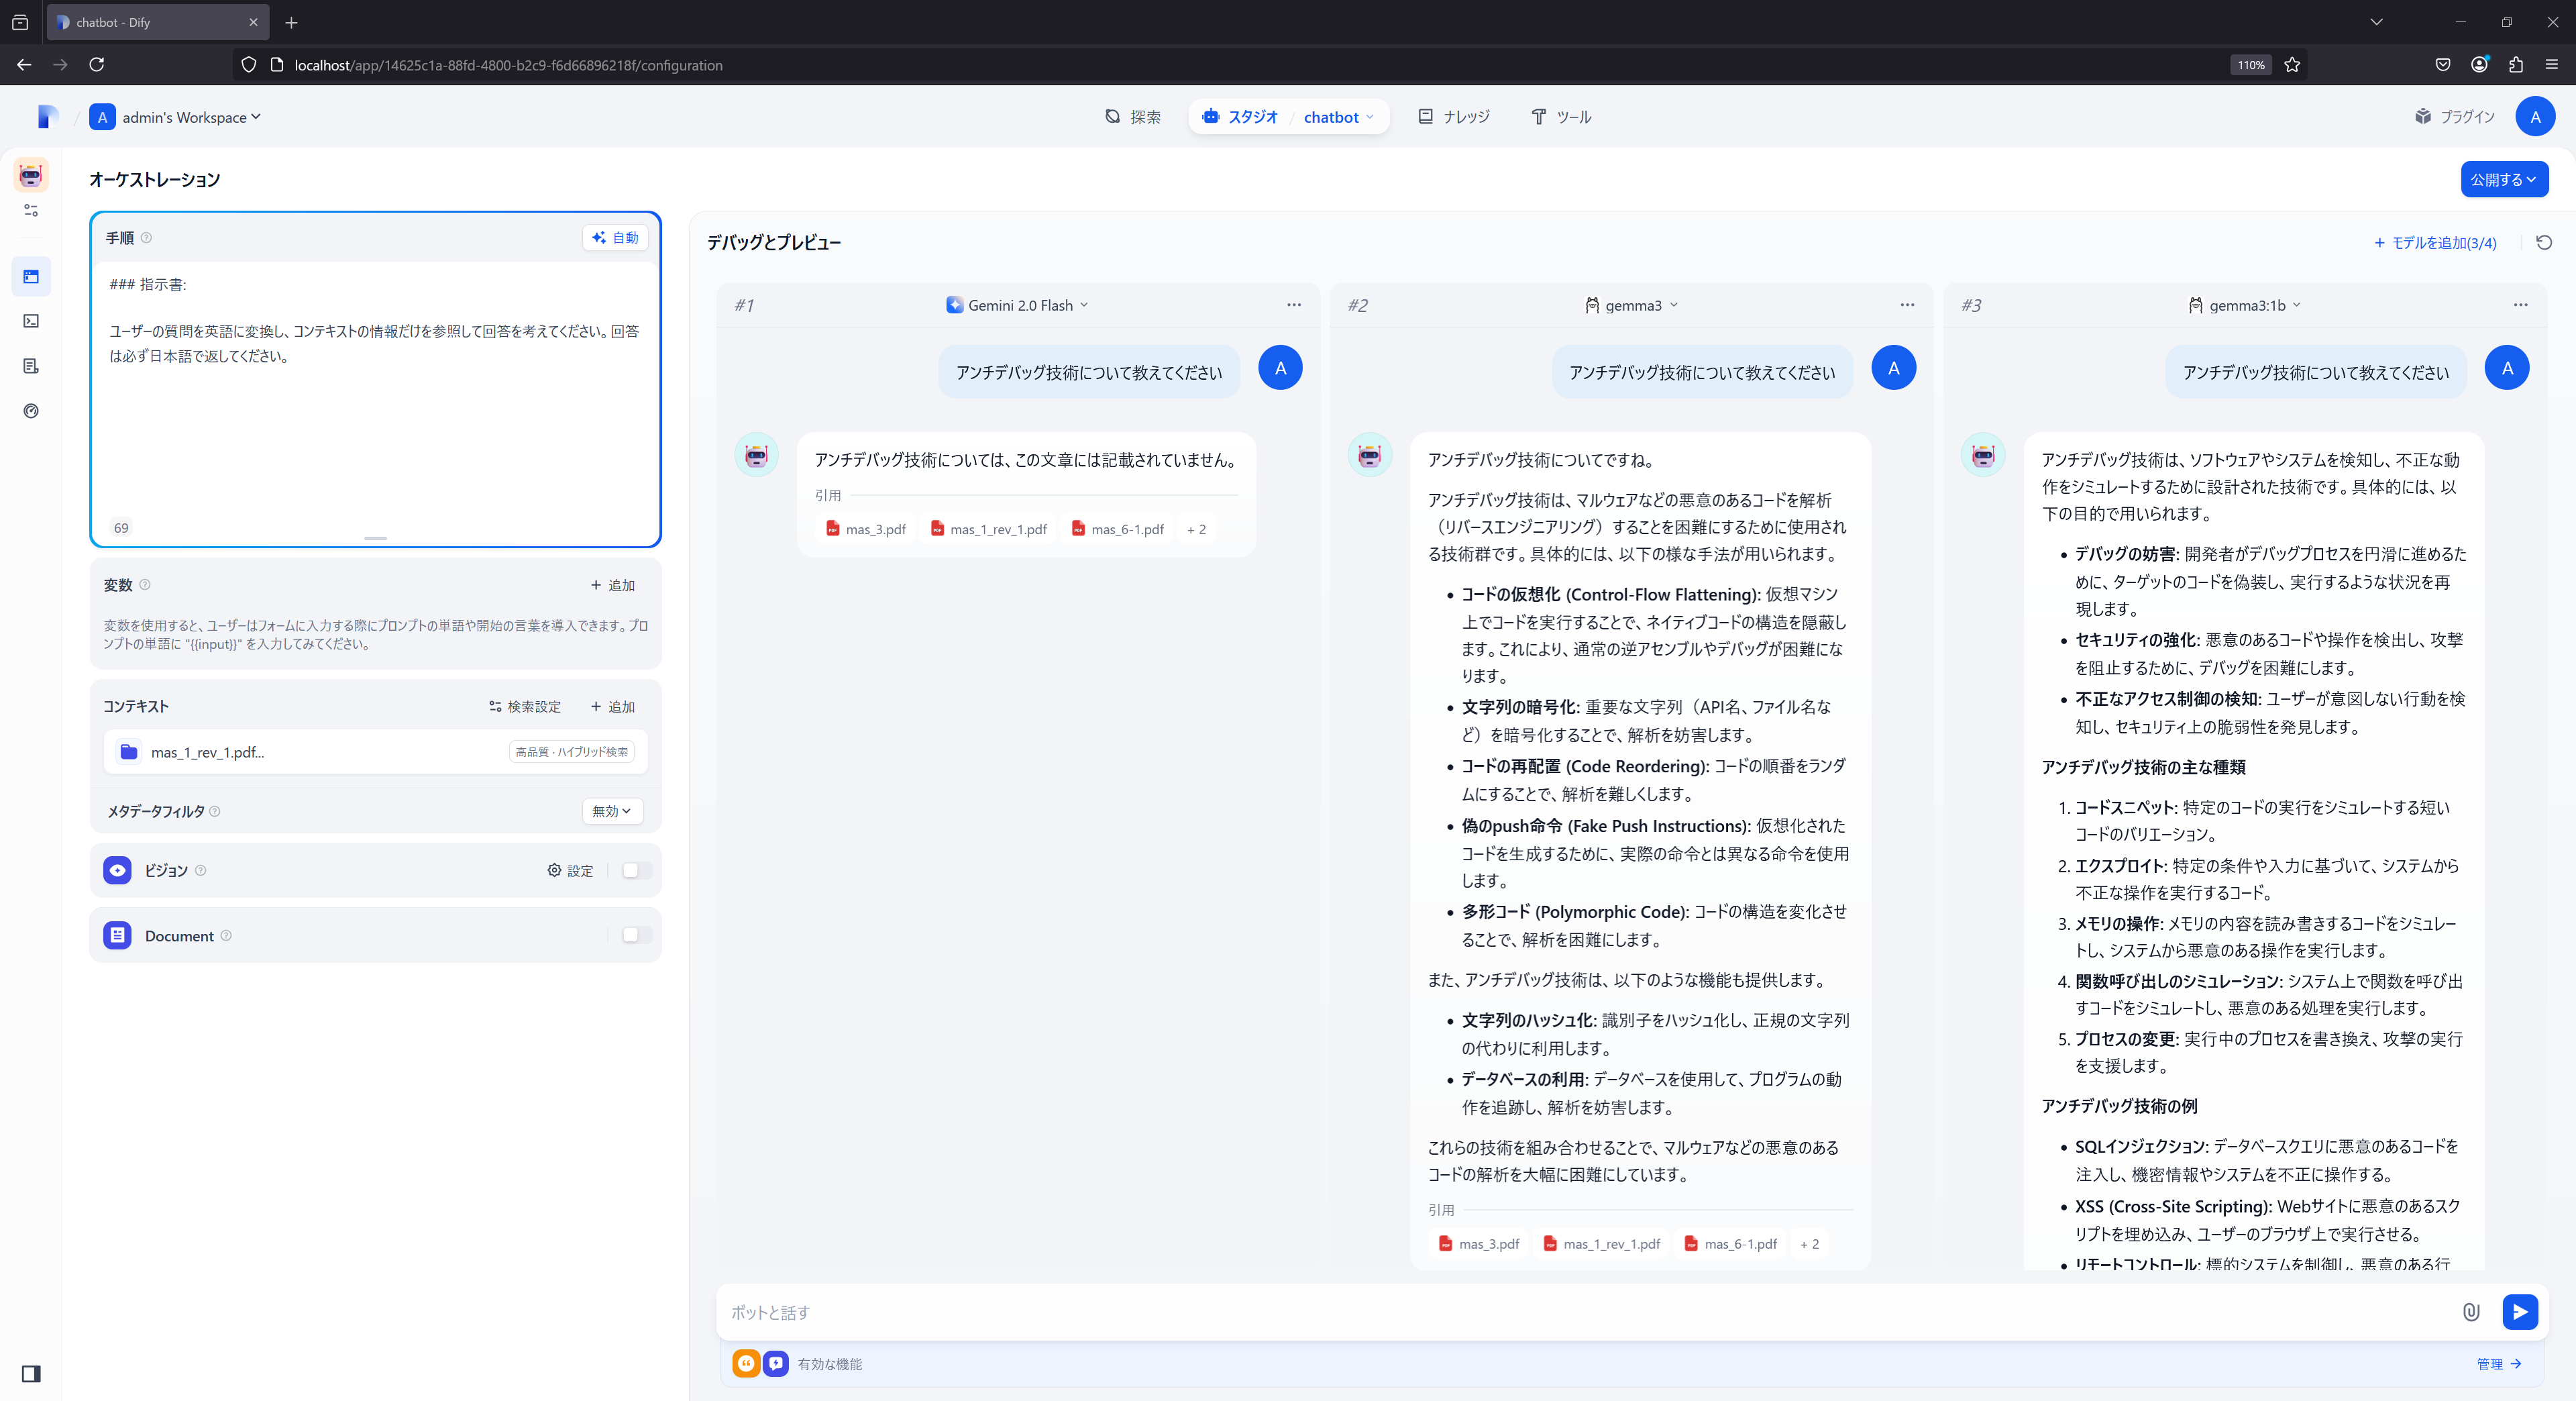 chatbot - Dify
localhost/app/14625c1a-88fd-4800-b2c9-f6d66896218f/configuration
110%
A
admin's Workspace
探索
スタジオ / chatbot
ナレッジ
ツール
プラグイン
A
オーケストレーション
公開する
手順
自動
### 指示書:
ユーザーの質問を英語に変換し、コンテキストの情報だけを参照して回答を考えてください。回答
は必ず日本語で返してください。
69
変数
+ 追加
変数を使用すると、ユーザーはフォームに入力する際にプロンプトの単語や開始の言葉を導入できます。プロ
ンプトの単語に "{{input}}" を入力してみてください。
コンテキスト
検索設定
+ 追加
mas_1_rev_1.pdf...
高品質 · ハイブリッド検索
メタデータフィルタ
無効
ビジョン
設定
Document
デバッグとプレビュー
+ モデルを追加(3/4)
#1
Gemini 2.0 Flash
アンチデバッグ技術について教えてください
A
アンチデバッグ技術については、この文章には記載されていません。
引用
mas_3.pdf
mas_1_rev_1.pdf
mas_6-1.pdf
+ 2
#2
gemma3
アンチデバッグ技術について教えてください
A
アンチデバッグ技術についてですね。
アンチデバッグ技術は、マルウェアなどの悪意のあるコードを解析
（リバースエンジニアリング）することを困難にするために使用され
る技術群です。具体的には、以下の様な手法が用いられます。
• コードの仮想化 (Control-Flow Flattening): 仮想マシン
上でコードを実行することで、ネイティブコードの構造を隠蔽し
ます。これにより、通常の逆アセンブルやデバッグが困難にな
ります。
• 文字列の暗号化: 重要な文字列（API名、ファイル名な
ど）を暗号化することで、解析を妨害します。
• コードの再配置 (Code Reordering): コードの順番をランダ
ムにすることで、解析を難しくします。
• 偽のpush命令 (Fake Push Instructions): 仮想化された
コードを生成するために、実際の命令とは異なる命令を使用
します。
• 多形コード (Polymorphic Code): コードの構造を変化させ
ることで、解析を困難にします。
また、アンチデバッグ技術は、以下のような機能も提供します。
• 文字列のハッシュ化: 識別子をハッシュ化し、正規の文字列
の代わりに利用します。
• データベースの利用: データベースを使用して、プログラムの動
作を追跡し、解析を妨害します。
これらの技術を組み合わせることで、マルウェアなどの悪意のある
コードの解析を大幅に困難にしています。
引用
mas_3.pdf
mas_1_rev_1.pdf
mas_6-1.pdf
+ 2
#3
gemma3:1b
アンチデバッグ技術について教えてください
A
アンチデバッグ技術は、ソフトウェアやシステムを検知し、不正な動
作をシミュレートするために設計された技術です。具体的には、以
下の目的で用いられます。
• デバッグの妨害: 開発者がデバッグプロセスを円滑に進めるた
めに、ターゲットのコードを偽装し、実行するような状況を再
現します。
• セキュリティの強化: 悪意のあるコードや操作を検出し、攻撃
を阻止するために、デバッグを困難にします。
• 不正なアクセス制御の検知: ユーザーが意図しない行動を検
知し、セキュリティ上の脆弱性を発見します。
アンチデバッグ技術の主な種類
1. コードスニペット: 特定のコードの実行をシミュレートする短い
コードのバリエーション。
2. エクスプロイト: 特定の条件や入力に基づいて、システムから
不正な操作を実行するコード。
3. メモリの操作: メモリの内容を読み書きするコードをシミュレー
トし、システムから悪意のある操作を実行します。
4. 関数呼び出しのシミュレーション: システム上で関数を呼び出
すコードをシミュレートし、悪意のある処理を実行します。
5. プロセスの変更: 実行中のプロセスを書き換え、攻撃の実行
を支援します。
アンチデバッグ技術の例
• SQLインジェクション: データベースクエリに悪意のあるコードを
注入し、機密情報やシステムを不正に操作する。
• XSS (Cross-Site Scripting): Webサイトに悪意のあるスク
リプトを埋め込み、ユーザーのブラウザ上で実行させる。
• リモートコントロール: 標的システムを制御し、悪意のある行
ボットと話す
有効な機能
管理 →